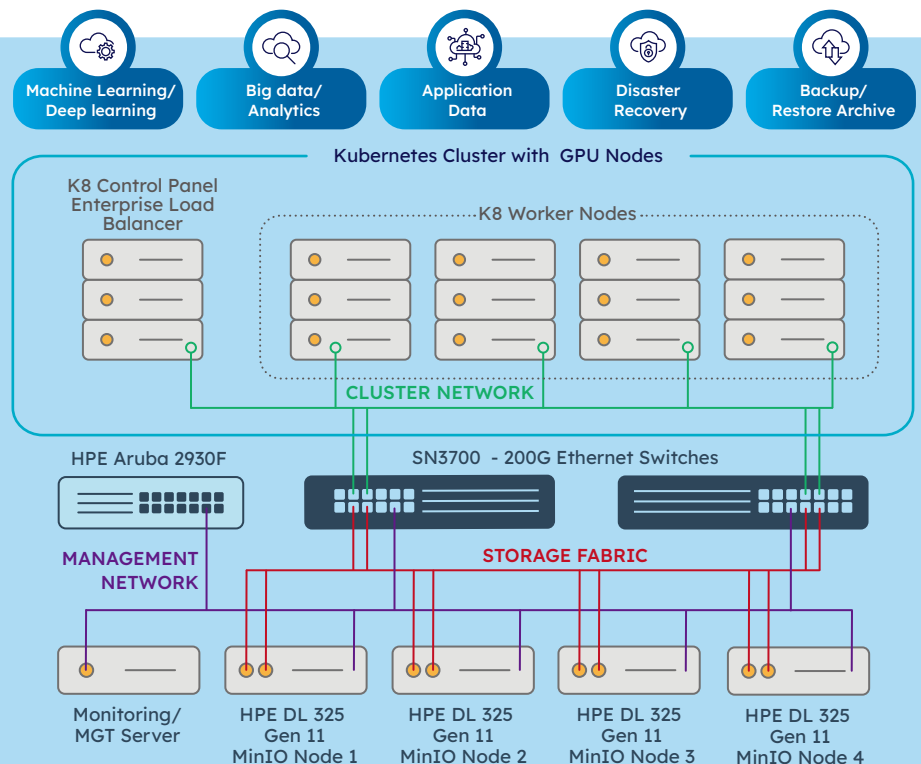 Machine Learning/
Deep learning
Big data/
Analytics
Application
Data
Disaster
Recovery
Backup/
Restore Archive
Kubernetes Cluster with GPU Nodes
K8 Control Panel
Enterprise Load
Balancer
K8 Worker Nodes
CLUSTER NETWORK
HPE Aruba 2930F
SN3700 - 200G Ethernet Switches
MANAGEMENT
NETWORK
STORAGE FABRIC
Monitoring/
MGT Server
HPE DL 325
Gen 11
MinIO Node 1
HPE DL 325
Gen 11
MinIO Node 2
HPE DL 325
Gen 11
MinIO Node 3
HPE DL 325
Gen 11
MinIO Node 4